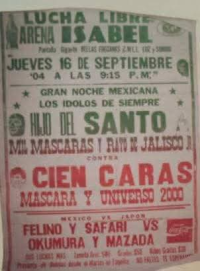 LUCHA LIBRE
ARENA ISABEL
JUEVES 16 DE SEPTIEMBRE
'04 A LAS 9:15 P.M.
GRAN NOCHE MEXICANA
LOS IDOLOS DE SIEMPRE
HIJO DEL SANTO
MIL MASCARAS Y RAYO DE JALISCO Jr
CONTRA
CIEN CARAS
MASCARA Y UNIVERSO 2000
MEXICO VS JAPON
FELINO Y SAFARI VS
OKUMURA Y MAZADA